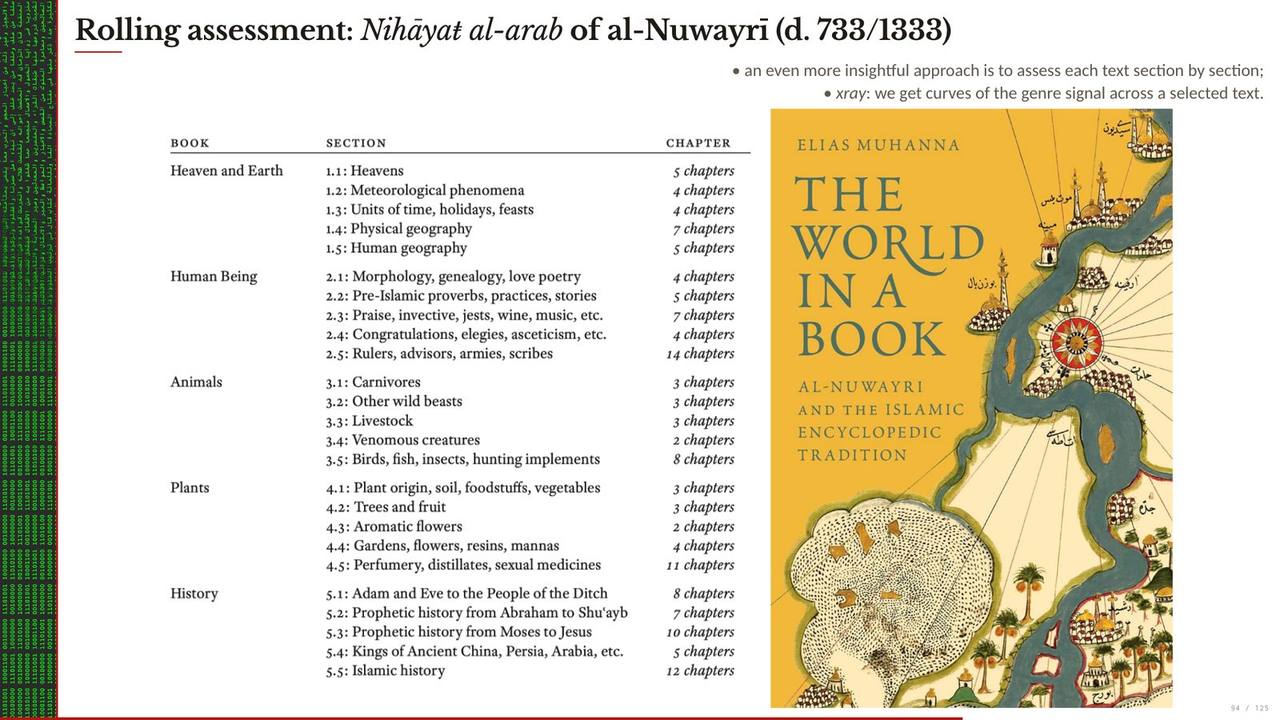 Rolling assessment: Nihāyaŧ al-arab of al-Nuwayrī (d. 733/1333)
• an even more insightful approach is to assess each text section by section;
• xray: we get curves of the genre signal across a selected text.
BOOK SECTION CHAPTER
Heaven and Earth 1.1: Heavens 5 chapters
1.2: Meteorological phenomena 4 chapters
1.3: Units of time, holidays, feasts 4 chapters
1.4: Physical geography 7 chapters
1.5: Human geography 5 chapters
Human Being 2.1: Morphology, genealogy, love poetry 4 chapters
2.2: Pre-Islamic proverbs, practices, stories 5 chapters
2.3: Praise, invective, jests, wine, music, etc. 7 chapters
2.4: Congratulations, elegies, asceticism, etc. 4 chapters
2.5: Rulers, advisors, armies, scribes 14 chapters
Animals 3.1: Carnivores 3 chapters
3.2: Other wild beasts 3 chapters
3.3: Livestock 3 chapters
3.4: Venomous creatures 2 chapters
3.5: Birds, fish, insects, hunting implements 8 chapters
Plants 4.1: Plant origin, soil, foodstuffs, vegetables 3 chapters
4.2: Trees and fruit 3 chapters
4.3: Aromatic flowers 2 chapters
4.4: Gardens, flowers, resins, mannas 4 chapters
4.5: Perfumery, distillates, sexual medicines 11 chapters
History 5.1: Adam and Eve to the People of the Ditch 8 chapters
5.2: Prophetic history from Abraham to Shuʿayb 7 chapters
5.3: Prophetic history from Moses to Jesus 10 chapters
5.4: Kings of Ancient China, Persia, Arabia, etc. 5 chapters
5.5: Islamic history 12 chapters
ELIAS MUHANNA
THE
WORLD
IN A
BOOK
AL-NUWAYRI
AND THE ISLAMIC
ENCYCLOPEDIC
TRADITION
94 / 125